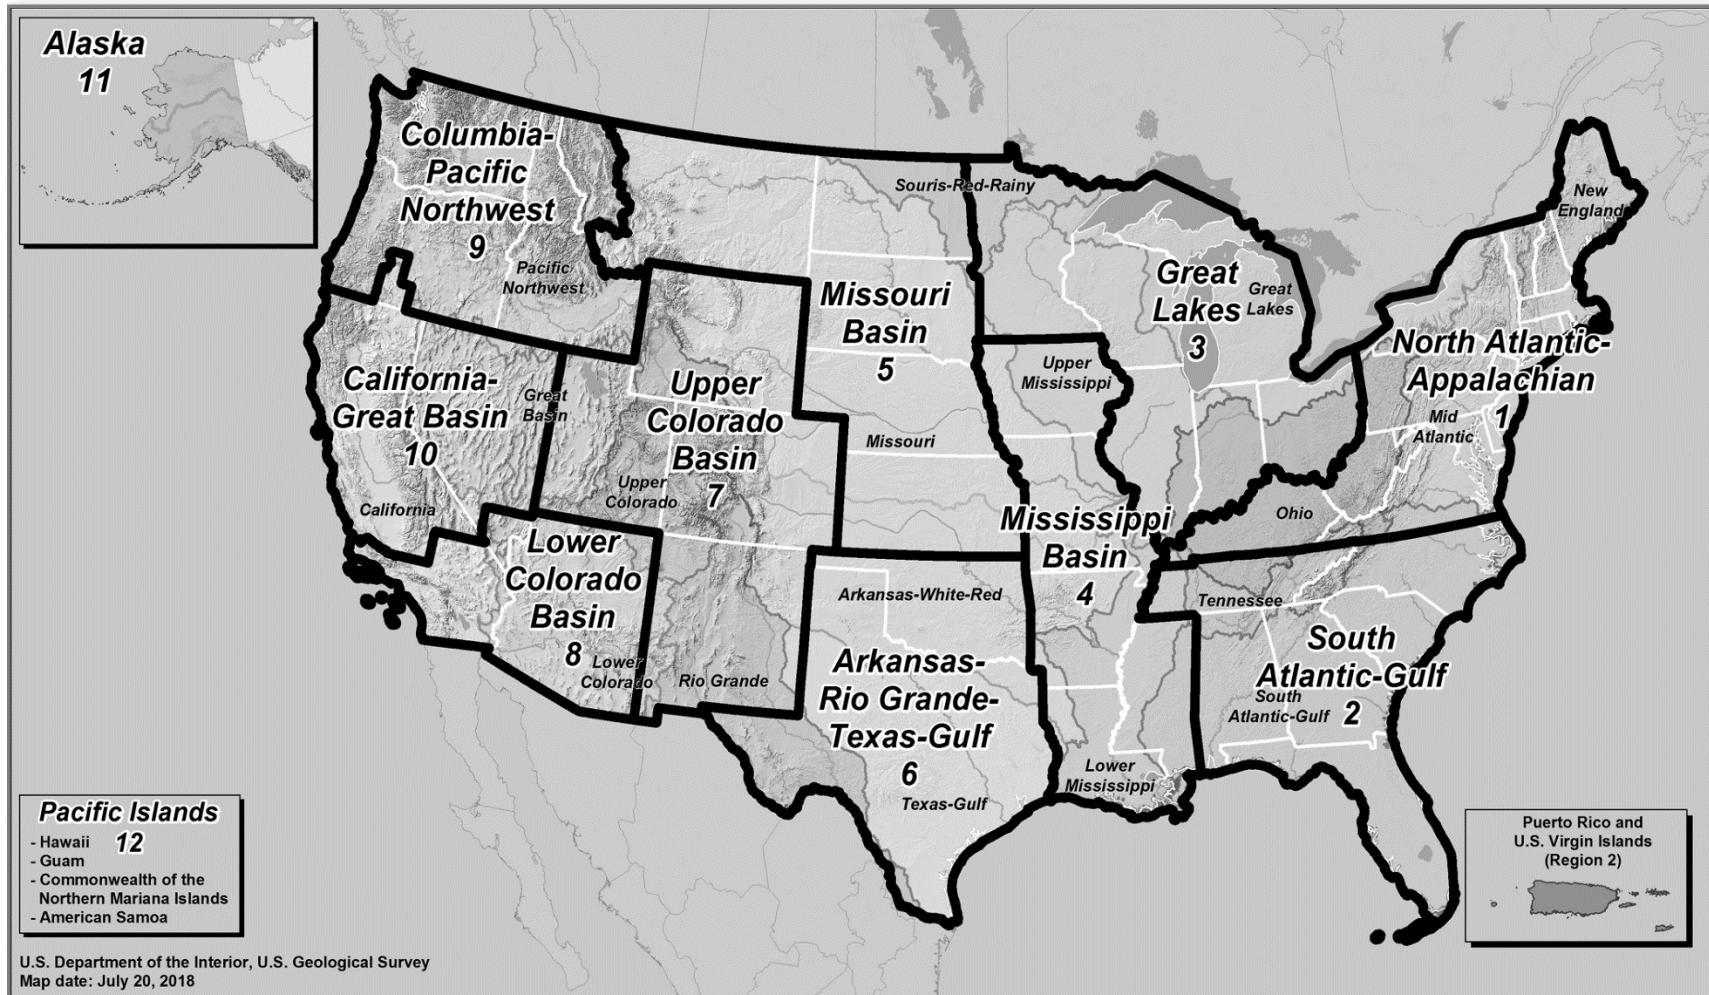 Alaska
11
Columbia-
Pacific
Northwest
9
Pacific
Northwest
Souris-Red-Rainy
New
England
Missouri
Basin
5
Great
Lakes
3
Great
Lakes
North Atlantic-
Appalachian
1
Mid
Atlantic
Upper
Mississippi
California-
Great Basin
10
Great
Basin
California
Upper
Colorado
Basin
7
Upper
Colorado
Missouri
Ohio
Mississippi
Basin
4
Lower
Colorado
Basin
8
Lower
Colorado
Rio Grande
Arkansas-White-Red
Tennessee
Arkansas-
Rio Grande-
Texas-Gulf
6
Texas-Gulf
South
Atlantic-Gulf
2
South
Atlantic-Gulf
Lower
Mississippi
Pacific Islands
12
- Hawaii
- Guam
- Commonwealth of the
Northern Mariana Islands
- American Samoa
Puerto Rico and
U.S. Virgin Islands
(Region 2)
U.S. Department of the Interior, U.S. Geological Survey
Map date: July 20, 2018